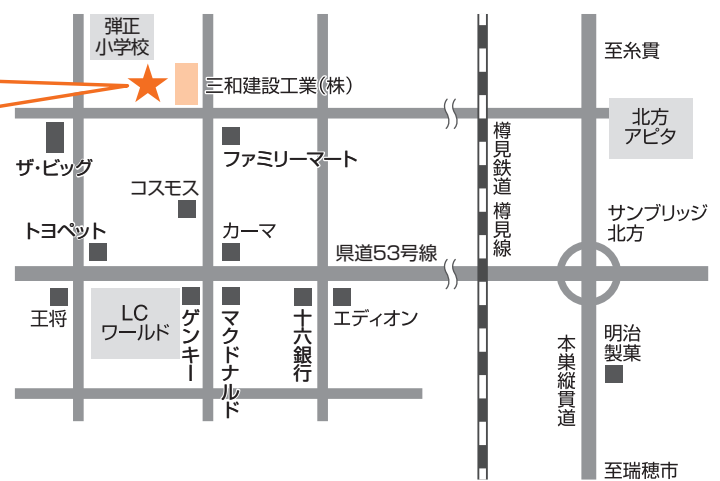 弾正
小学校
至糸貫
三和建設工業(株)
北方
アピタ
ザ・ビッグ
ファミリーマート
樽見鉄道 樽見線
コスモス
サンブリッジ
北方
トヨペット
カーマ
県道53号線
王将
LC
ワールド
ゲンキー
マクドナルド
十六銀行
エディオン
本巣縦貫道
明治
製菓
至瑞穂市